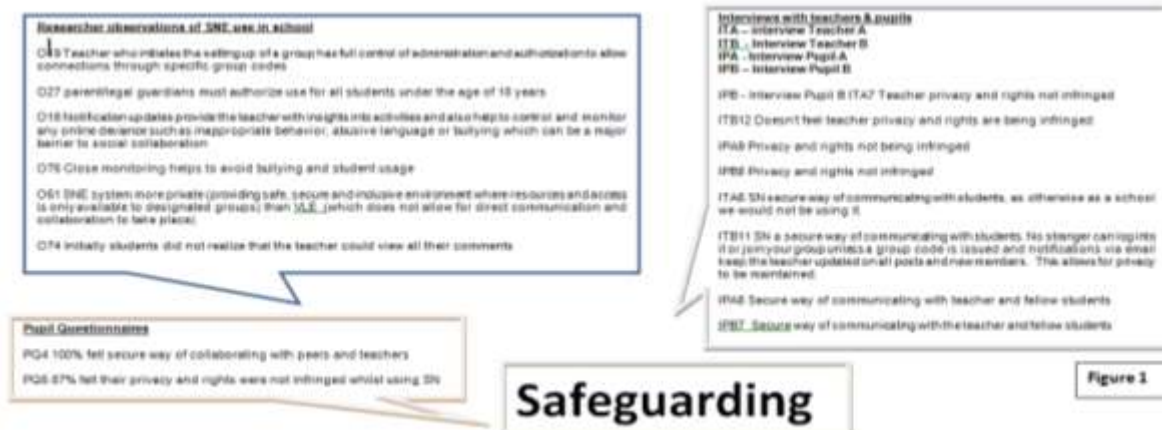 Researcher observations of SNE use in school
O49 Teacher who initiates the setting up of a group has full control of administration and authorization to allow
connections through specific group codes
O27 parent/legal guardians must authorize use for all students under the age of 18 years
O18 Notification updates provide the teacher with insights into activities and also help to control and monitor
any online deviance such as inappropriate behavior, abusive language or bullying which can be a major
barrier to social collaboration
O76 Close monitoring helps to avoid bullying and student usage
O61 SNE system more private (providing safe, secure and inclusive environment where resources and access
is only available to designated groups) than VLE (which does not allow for direct communication and
collaboration to take place)
O74 Initially students did not realize that the teacher could view all their comments
Pupil Questionnaires
PG4 100% felt secure way of collaborating with peers and teachers
87% felt their privacy and rights were not infringed whilst using SN
Interviews with teachers & pupils
ITA – interview Teacher A
ITB - Interview Teacher B
IPA - Interview Pupil A
IPB – Interview Pupil B
IPB - Interview Pupil B ITA7 Teacher privacy and rights not infringed
ITB12 Doesn't feel teacher privacy and rights are being infringed
IPA9 Privacy and rights not being infringed
IPB8 Privacy and rights not infringed
ITA6 SN secure way of communicating with students, as otherwise as a school
we would not be using it
ITB11 SN a secure way of communicating with students. No stranger can log into
it or join your group unless a group code is issued and notifications via email
keep the teacher updated on all posts and new members. This allows for privacy
to be maintained
IPA8 Secure way of communicating with teacher and fellow students
IPB7 Secure way of communicating with the teacher and fellow students
Safeguarding
Figure 1